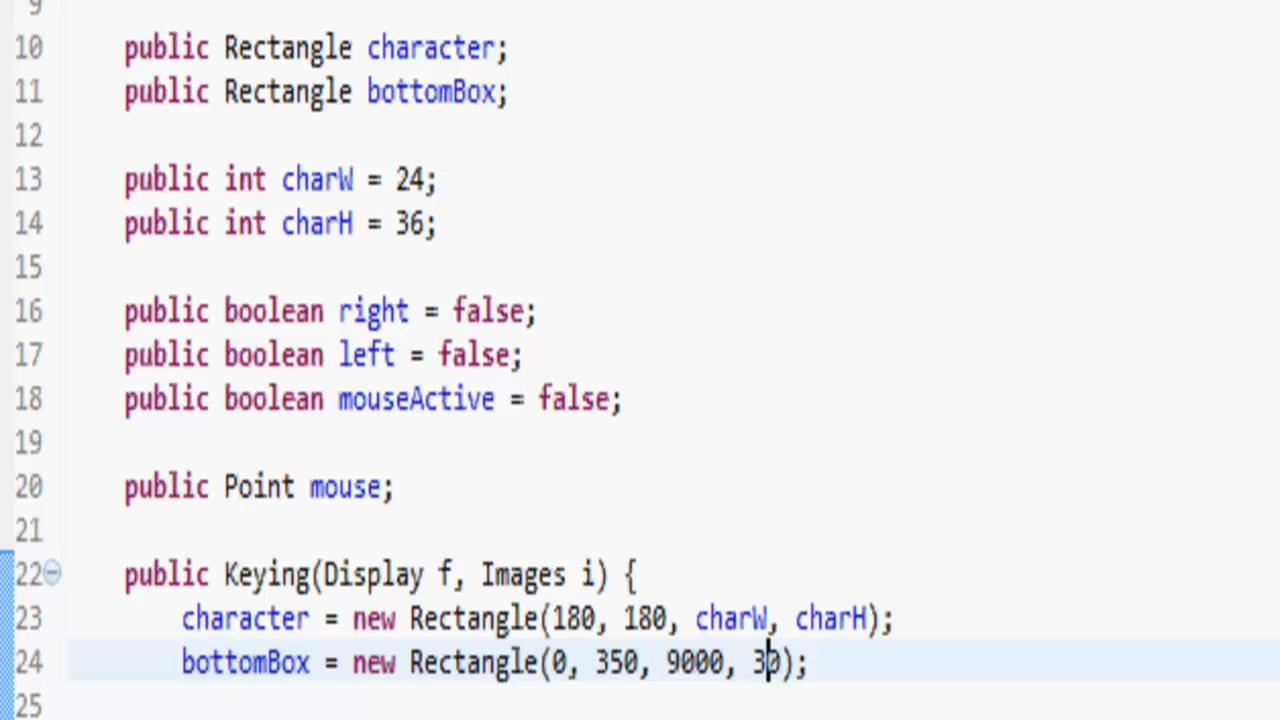 9
10 public Rectangle character;
11 public Rectangle bottomBox;
12
13 public int charW = 24;
14 public int charH = 36;
15
16 public boolean right = false;
17 public boolean left = false;
18 public boolean mouseActive = false;
19
20 public Point mouse;
21
22 public Keying(Display f, Images i) {
23 character = new Rectangle(180, 180, charW, charH);
24 bottomBox = new Rectangle(0, 350, 9000, 30);
25